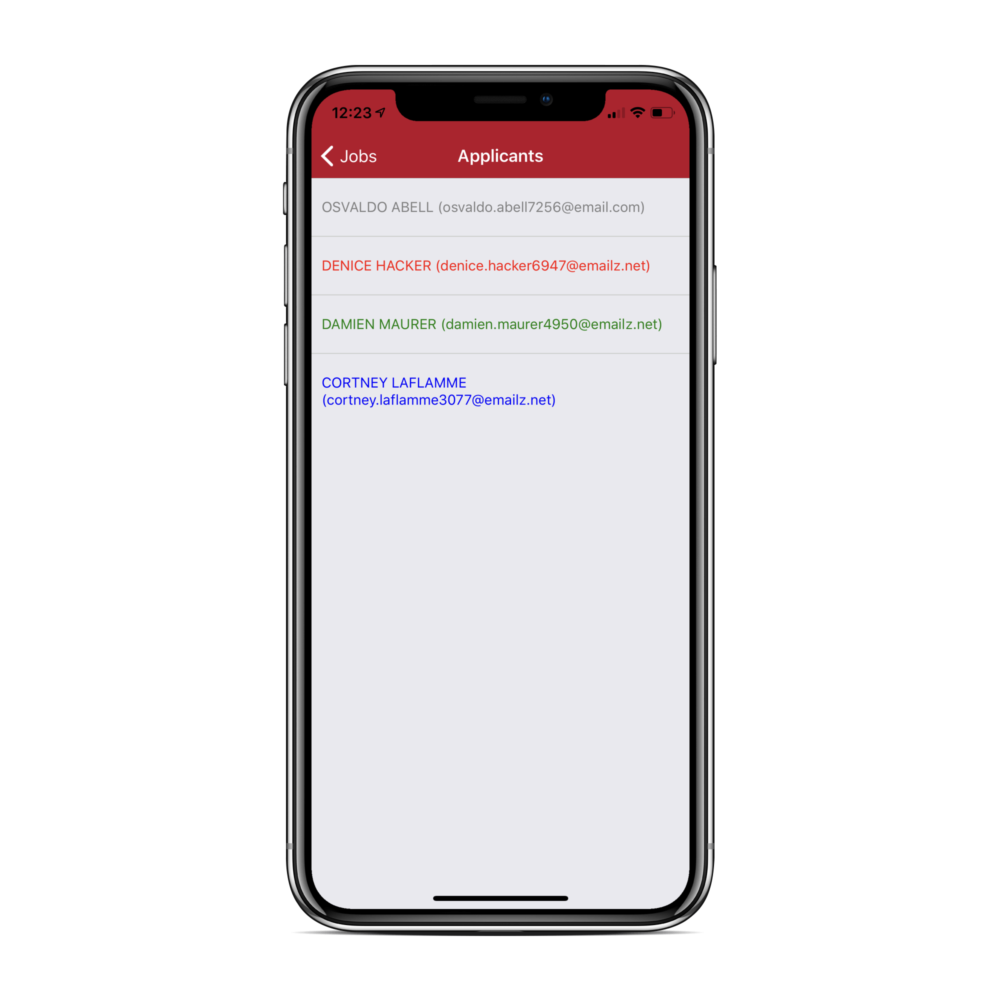 12:23
Jobs
Applicants
OSVALDO ABELL (osvaldo.abell7256@email.com)
DENICE HACKER (denice.hacker6947@emailz.net)
DAMIEN MAURER (damien.maurer4950@emailz.net)
CORTNEY LAFLAMME
(cortney.laflamme3077@emailz.net)